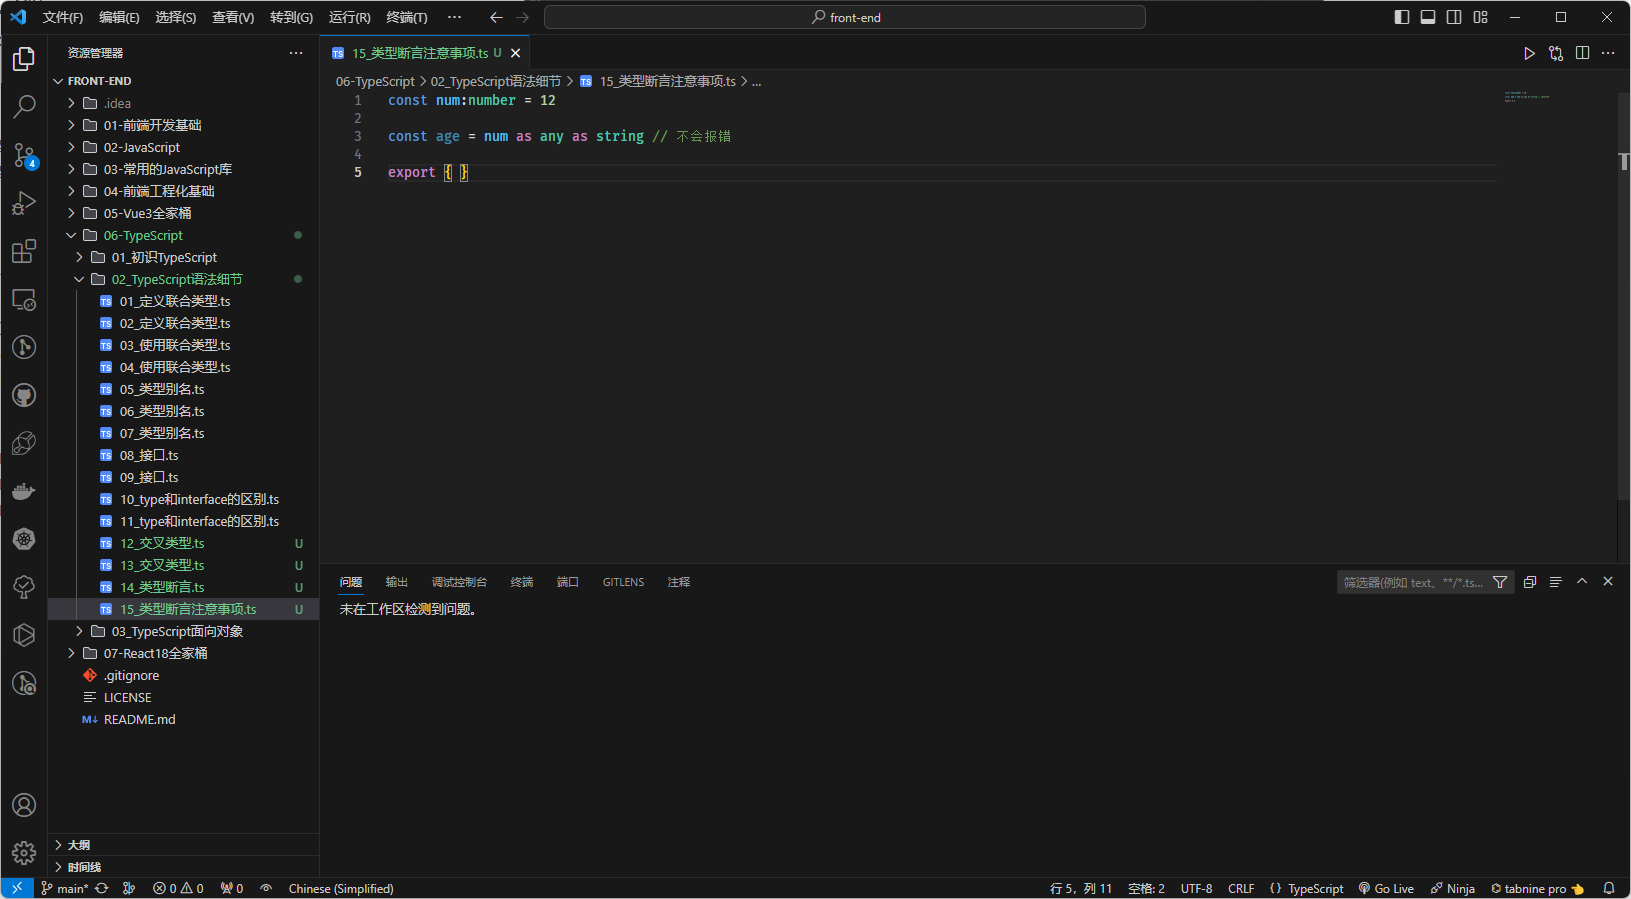 文件(F) 编辑(E) 选择(S) 查看(V) 转到(G) 运行(R) 终端(T) ··· front-end
资源管理器 ···
FRONT-END
.idea
01-前端开发基础
02-JavaScript
03-常用的JavaScript库
04-前端工程化基础
05-Vue3全家桶
06-TypeScript
01_初识TypeScript
02_TypeScript语法细节
TS 01_定义联合类型.ts
TS 02_定义联合类型.ts
TS 03_使用联合类型.ts
TS 04_使用联合类型.ts
TS 05_类型别名.ts
TS 06_类型别名.ts
TS 07_类型别名.ts
TS 08_接口.ts
TS 09_接口.ts
TS 10_type和interface的区别.ts
TS 11_type和interface的区别.ts
TS 12_交叉类型.ts U
TS 13_交叉类型.ts U
TS 14_类型断言.ts U
TS 15_类型断言注意事项.ts U
03_TypeScript面向对象
07-React18全家桶
.gitignore
LICENSE
M↓ README.md
大纲
时间线
4
TS 15_类型断言注意事项.ts U
06-TypeScript > 02_TypeScript语法细节 > TS 15_类型断言注意事项.ts > ...
1 const num:number = 12
2
3 const age = num as any as string // 不会报错
4
5 export { }
问题 输出 调试控制台 终端 端口 GITLENS 注释 筛选器(例如 text、**/*.ts...
未在工作区检测到问题。
main* 0 0 0 Chinese (Simplified) 行 5，列 11 空格: 2 UTF-8 CRLF {} TypeScript Go Live Ninja tabnine pro